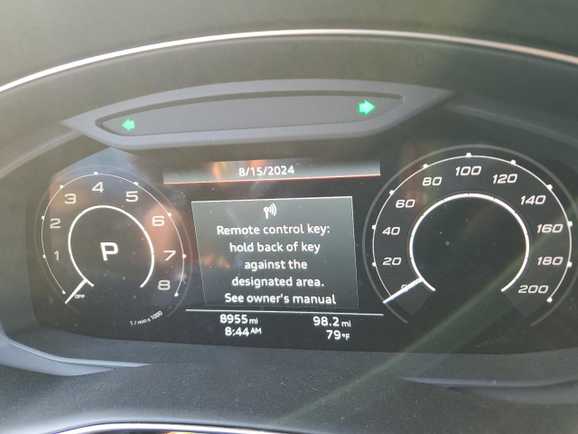 8/15/2024
Remote control key:
hold back of key
against the
designated area.
See owner's manual
8955 mi 98.2 mi
8:44 AM 79 °F
P
OFF
1
2
3
4
5
6
7
8
1 / min x 1000
0
20
40
60
80
100
120
140
160
180
200